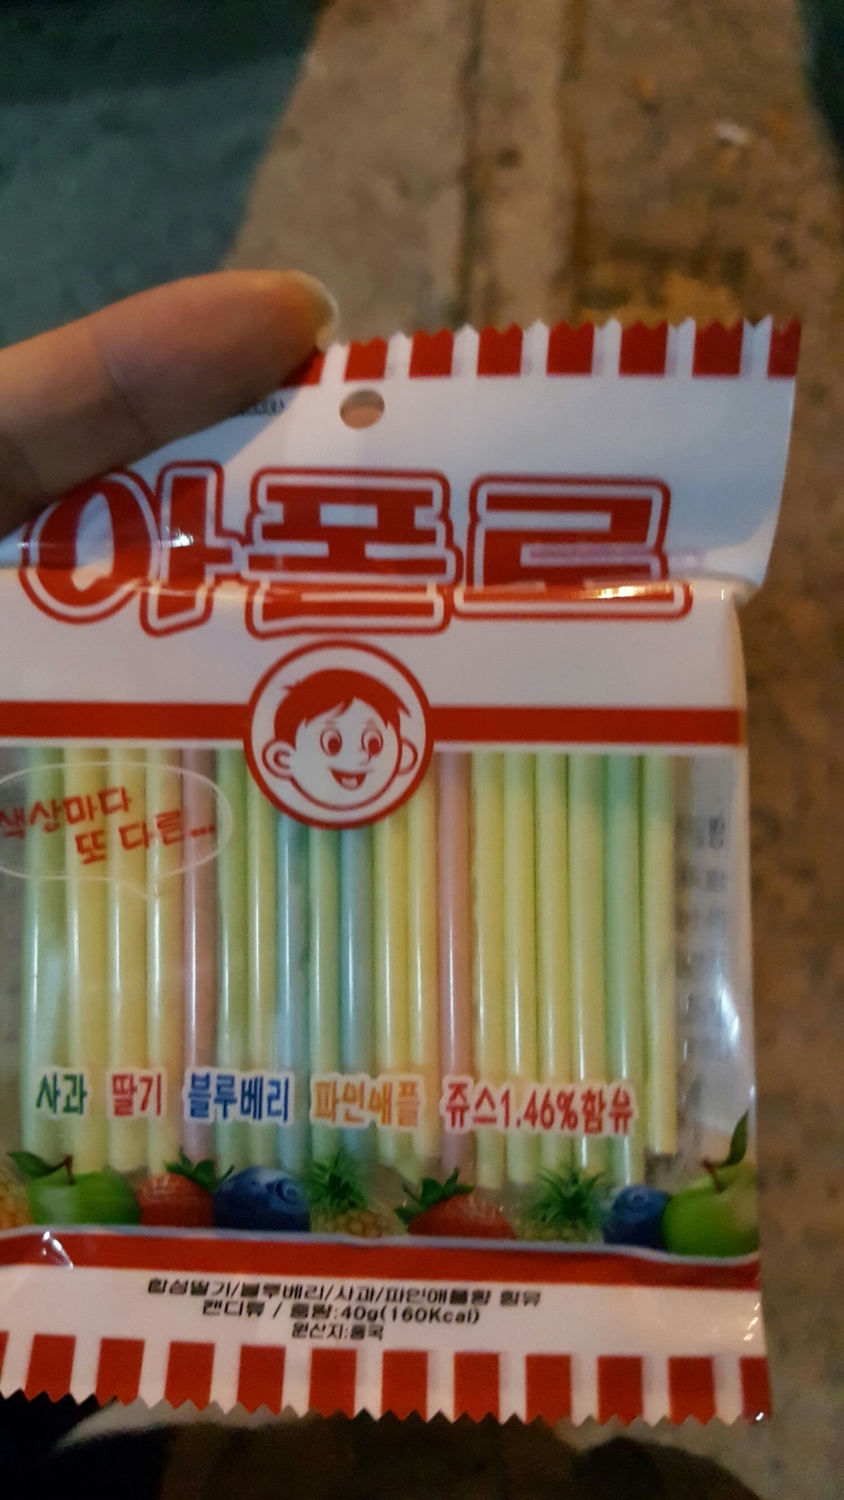 아폴로
색상마다
또 다른...
사과 딸기 블루베리 파인애플 쥬스1.46%함유
합성딸기/블루베리/사과/파인애플향 함유
캔디류 / 중량:40g(160Kcal)
원산지:중국